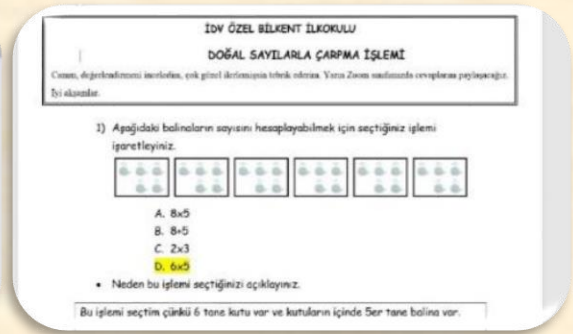 İDV ÖZEL BİLKENT İLKOKULU
DOĞAL SAYILARLA ÇARPMA İŞLEMİ
Canım, değerlendirmeni inceledim, çok güzel ilerlemişsin tebrik ederim. Yarın Zoom sınıfımızda cevapların paylaşacağız.
İyi akşamlar.
1) Aşağıdaki balinaların sayısını hesaplayabilmek için seçtiğiniz işlemi
işaretleyiniz.
A. 8x5
B. 8+5
C. 2x3
D. 6x5
• Neden bu işlemi seçtiğinizi açıklayınız.
Bu işlemi seçtim çünkü 6 tane kutu var ve kutuların içinde 5er tane balina var.